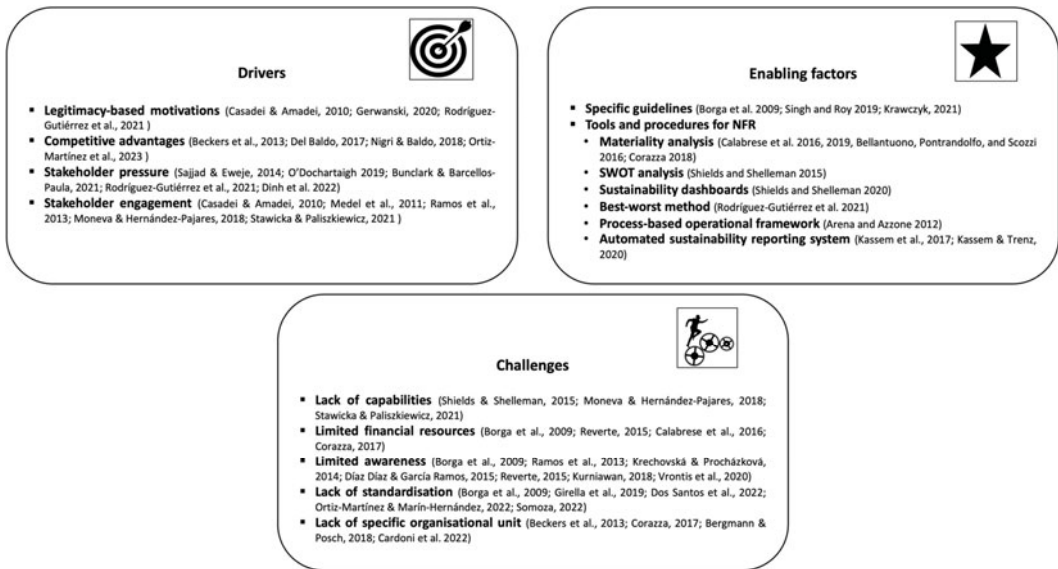 Drivers
▪ Legitimacy-based motivations (Casadei & Amadei, 2010; Gerwanski, 2020; Rodríguez-
Gutiérrez et al., 2021 )
▪ Competitive advantages (Beckers et al., 2013; Del Baldo, 2017; Nigri & Baldo, 2018; Ortiz-
Martínez et al., 2023 )
▪ Stakeholder pressure (Sajjad & Eweje, 2014; O'Dochartaigh 2019; Bunclark & Barcellos-
Paula, 2021; Rodríguez-Gutiérrez et al., 2021; Dinh et al. 2022)
▪ Stakeholder engagement (Casadei & Amadei, 2010; Medel et al., 2011; Ramos et al.,
2013; Moneva & Hernández-Pajares, 2018; Stawicka & Paliszkiewicz, 2021 )
Enabling factors
▪ Specific guidelines (Borga et al. 2009; Singh and Roy 2019; Krawczyk, 2021)
▪ Tools and procedures for NFR
• Materiality analysis (Calabrese et al. 2016, 2019, Bellantuono, Pontrandolfo, and Scozzi
2016; Corazza 2018)
• SWOT analysis (Shields and Shelleman 2015)
• Sustainability dashboards (Shields and Shelleman 2020)
• Best-worst method (Rodríguez-Gutiérrez et al. 2021)
• Process-based operational framework (Arena and Azzone 2012)
• Automated sustainability reporting system (Kassem et al., 2017; Kassem & Trenz,
2020)
Challenges
▪ Lack of capabilities (Shields & Shelleman, 2015; Moneva & Hernández-Pajares, 2018;
Stawicka & Paliszkiewicz, 2021)
▪ Limited financial resources (Borga et al., 2009; Reverte, 2015; Calabrese et al., 2016;
Corazza, 2017)
▪ Limited awareness (Borga et al., 2009; Ramos et al., 2013; Krechovská & Procházková,
2014; Díaz Díaz & García Ramos, 2015; Reverte, 2015; Kurniawan, 2018; Vrontis et al., 2020)
▪ Lack of standardisation (Borga et al., 2009; Girella et al., 2019; Dos Santos et al., 2022;
Ortiz-Martínez & Marín-Hernández, 2022; Somoza, 2022)
▪ Lack of specific organisational unit (Beckers et al., 2013; Corazza, 2017; Bergmann &
Posch, 2018; Cardoni et al. 2022)